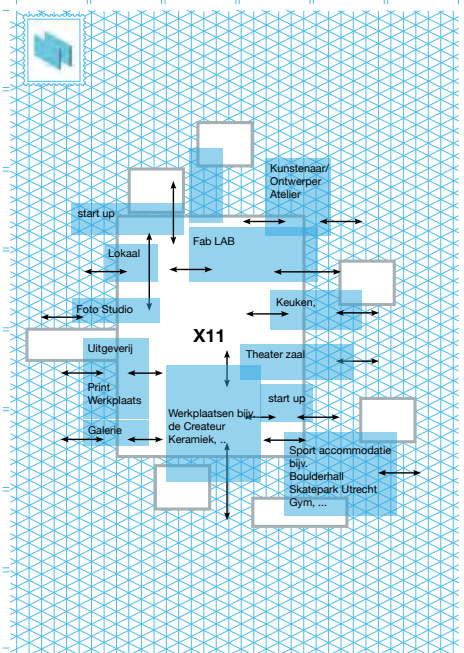 Kunstenaar/
Ontwerper
Atelier
start up
Fab LAB
Lokaal
Keuken,
Foto Studio
X11
Uitgeverij
Theater zaal
Print
Werkplaats
start up
Werkplaatsen bijv.
de Createur
Keramiek, ..
Galerie
Sport accommodatie
bijv.
Boulderhall
Skatepark Utrecht
Gym, ...